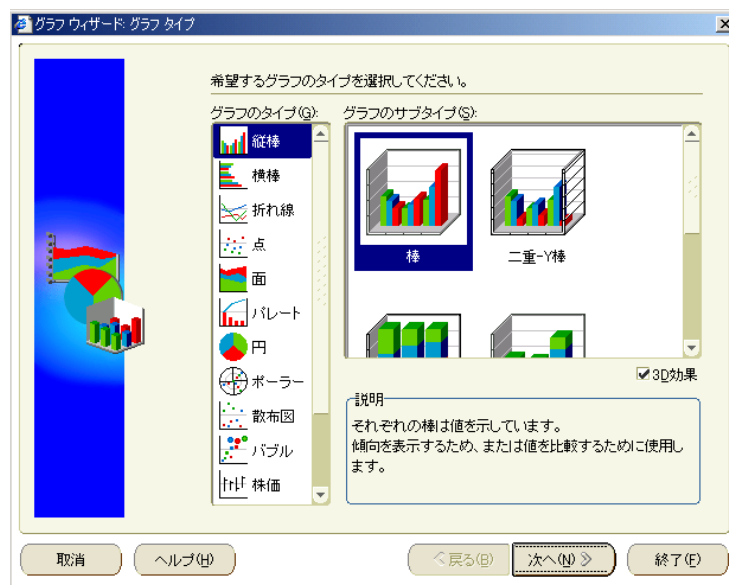 グラフ ウィザード: グラフ タイプ
希望するグラフのタイプを選択してください。
グラフのタイプ(G):
縦棒
横棒
折れ線
点
面
パレート
円
ポーラー
散布図
バブル
株価
グラフのサブタイプ(S):
棒
二重-Y棒
3D効果
説明
それぞれの棒は値を示しています。
傾向を表示するため、または値を比較するために使用し
ます。
取消
ヘルプ(H)
戻る(B)
次へ(N)
終了(F)